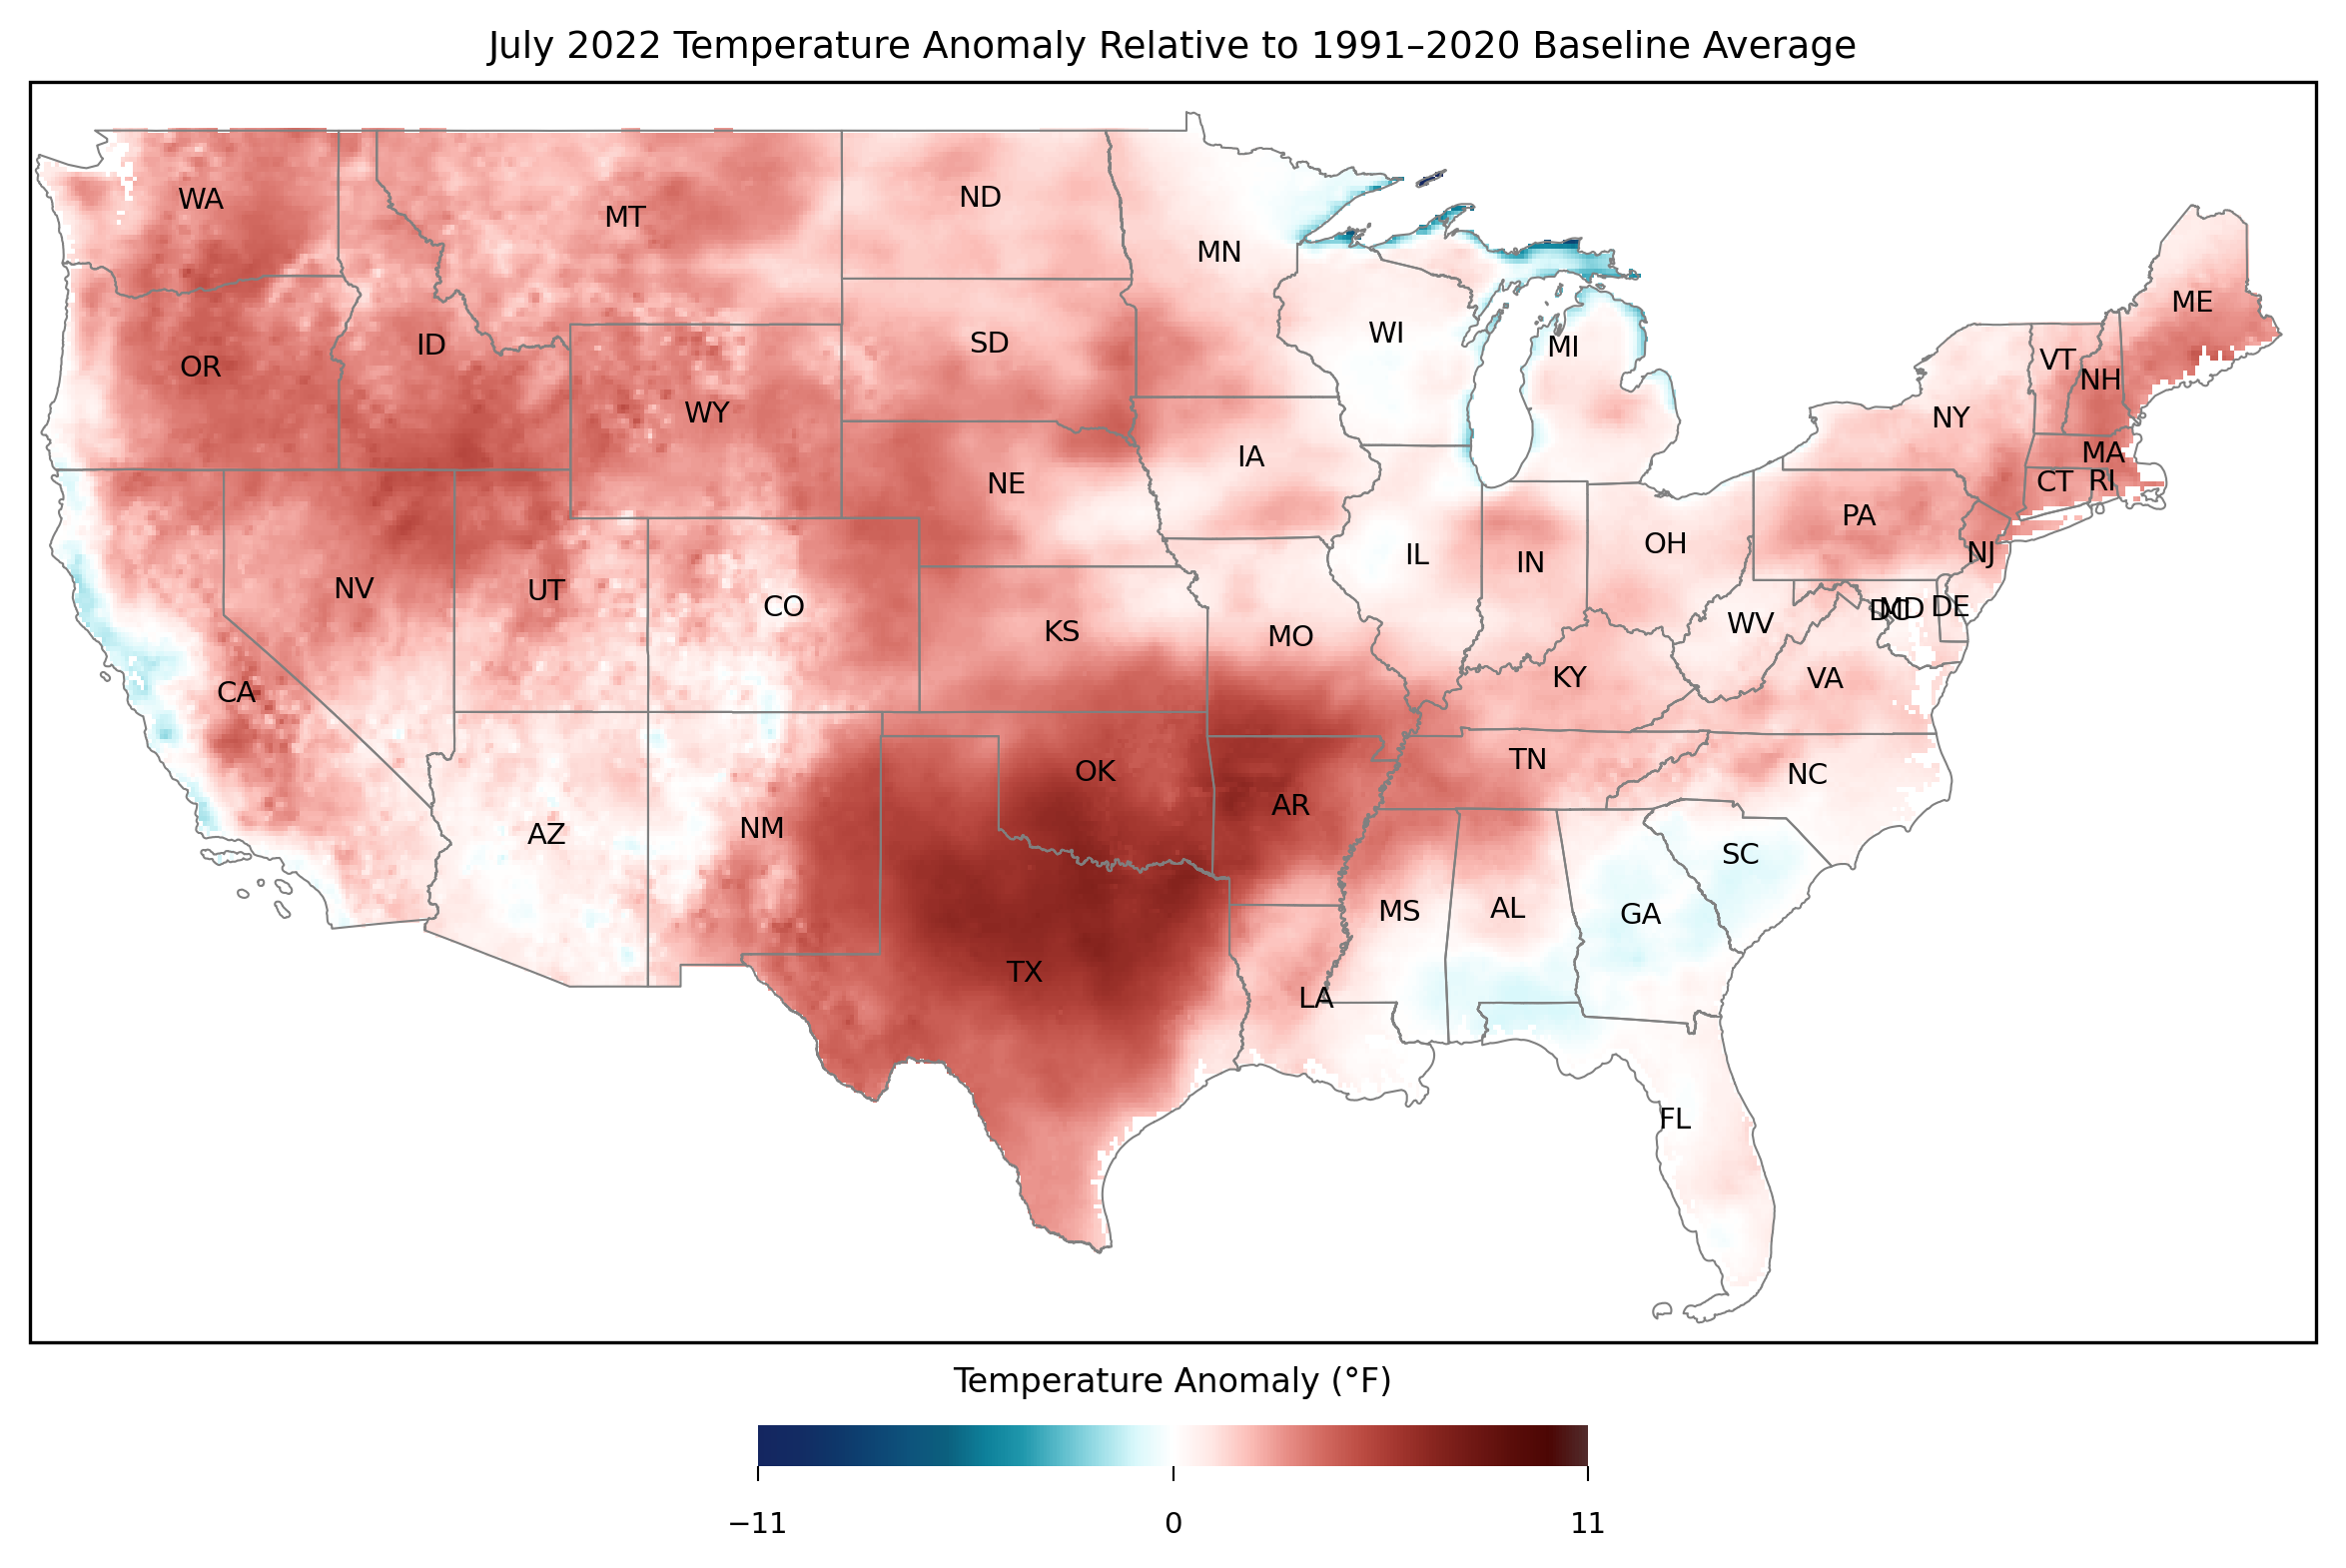 July 2022 Temperature Anomaly Relative to 1991–2020 Baseline Average
WA
MT
ND
MN
ME
OR
ID
SD
WI
MI
VT
NH
WY
NY
NE
IA
MA
CT RI
PA
NV
UT
CO
IL
IN
OH
NJ
KS
MO
WV
DC
MD
DE
CA
KY
VA
OK
TN
NC
AZ
NM
AR
SC
MS
AL
GA
TX
LA
FL
Temperature Anomaly (°F)
−11 0 11